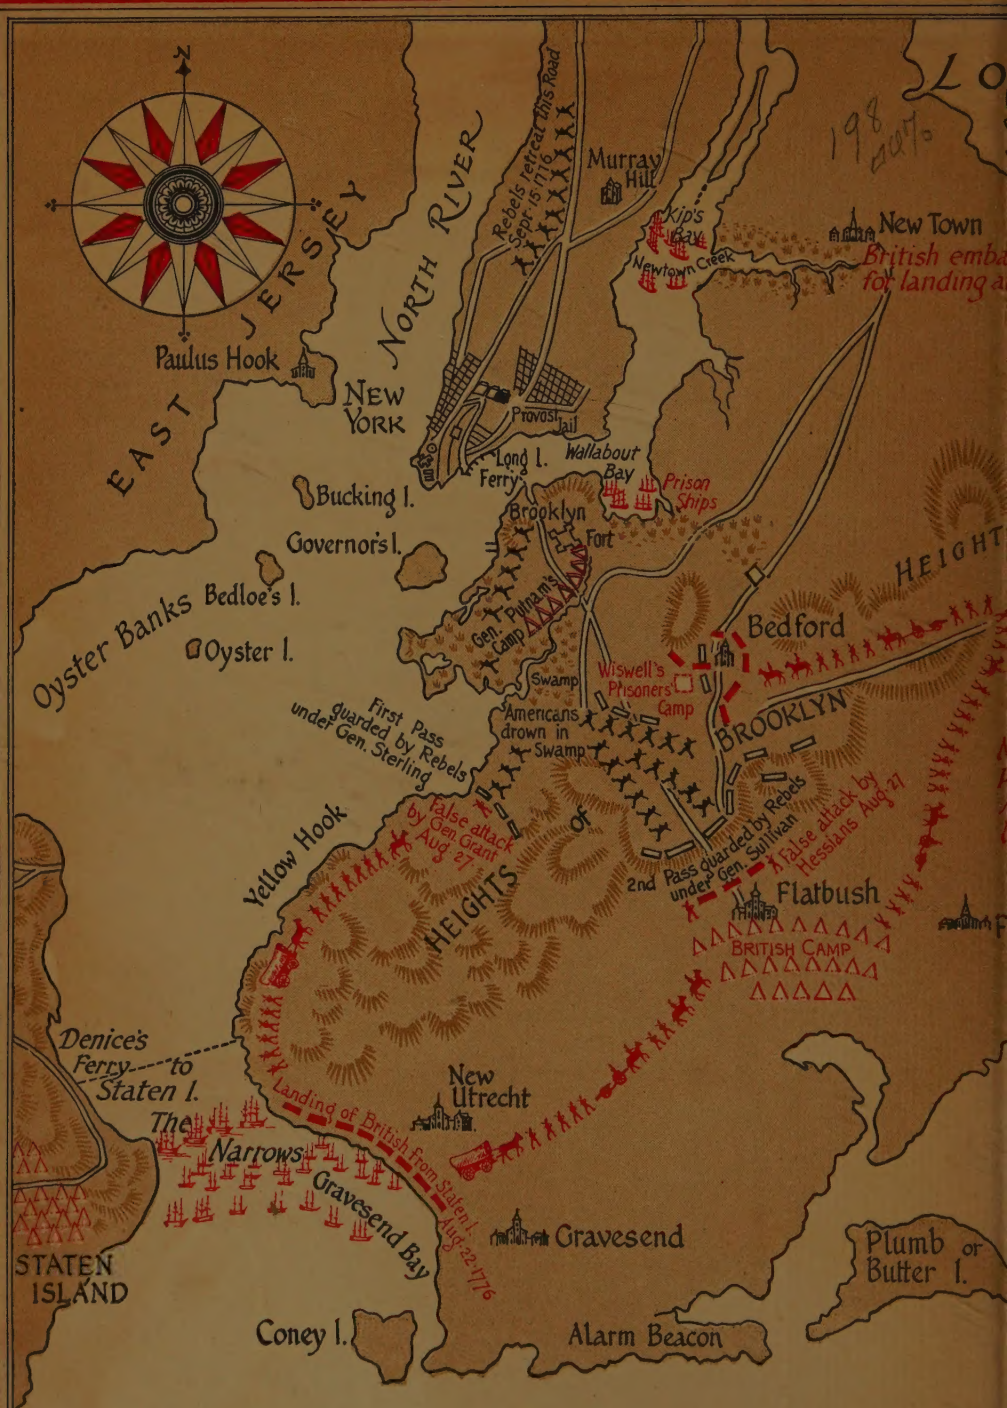 N
LO
198
EAST JERSEY
NORTH RIVER
Rebels retreat this Road
Sept·15·1776
Murray
Hill
Kip's
Bay
Newtown Creek
New Town
British emba
for landing a
Paulus Hook
NEW
YORK
Provost
Jail
Long I.
Ferry
Wallabout
Bay
Prison
Ships
Bucking I.
Brooklyn
Fort
Governor's I.
Gen. Putnam's
Camp
HEIGHT
Oyster Banks
Bedloe's I.
Oyster I.
Bedford
Wiswell's
Prisoners
Camp
Swamp
First Pass
guarded by Rebels
under Gen. Sterling
Americans
drown in
Swamp
BROOKLYN
of
HEIGHTS
Yellow Hook
False attack
by Gen. Grant
Aug. 27
2nd Pass guarded by Rebels
under Gen. Sullivan
False attack by
Hessians Aug. 27
Flatbush
F
BRITISH CAMP
Denice's
Ferry to
Staten I.
The
Narrows
New
Utrecht
Landing of British from Staten I.
Aug·22·1776
Gravesend Bay
Gravesend
STATEN
ISLAND
Plumb or
Butter I.
Coney I.
Alarm Beacon